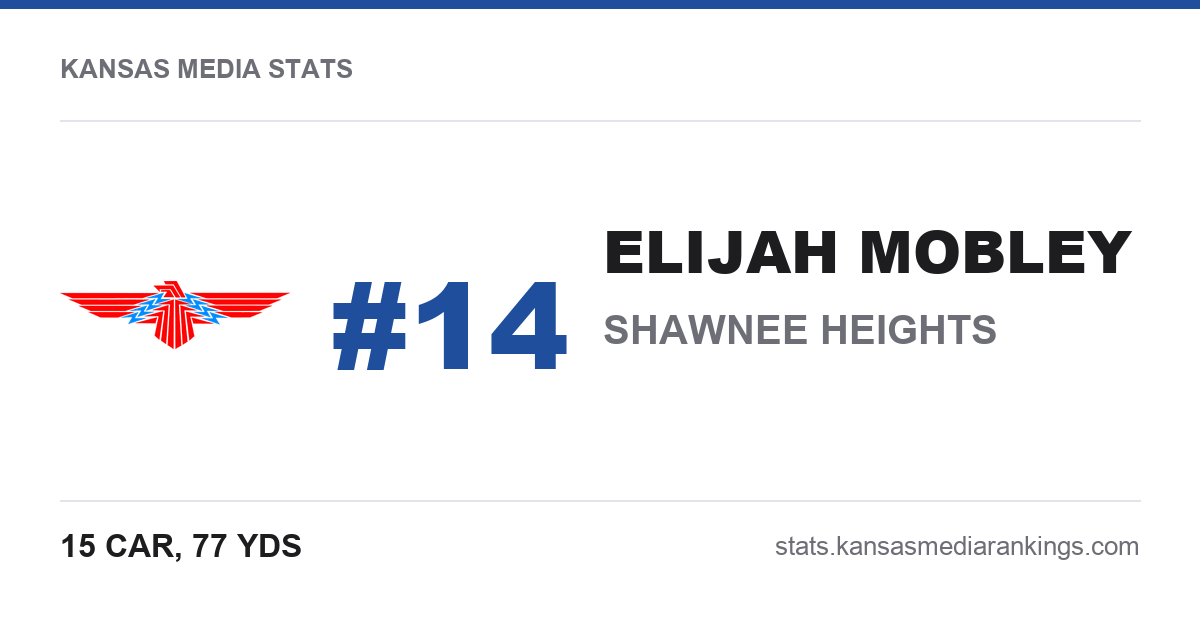 KANSAS MEDIA STATS
#14
ELIJAH MOBLEY
SHAWNEE HEIGHTS
15 CAR, 77 YDS
stats.kansasmediarankings.com